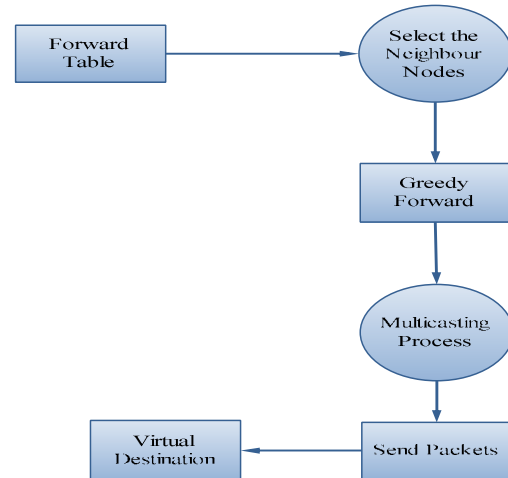 Forward
Table
Select the
Neighbour
Nodes
Greedy
Forward
Multicasting
Process
Send Packets
Virtual
Destination